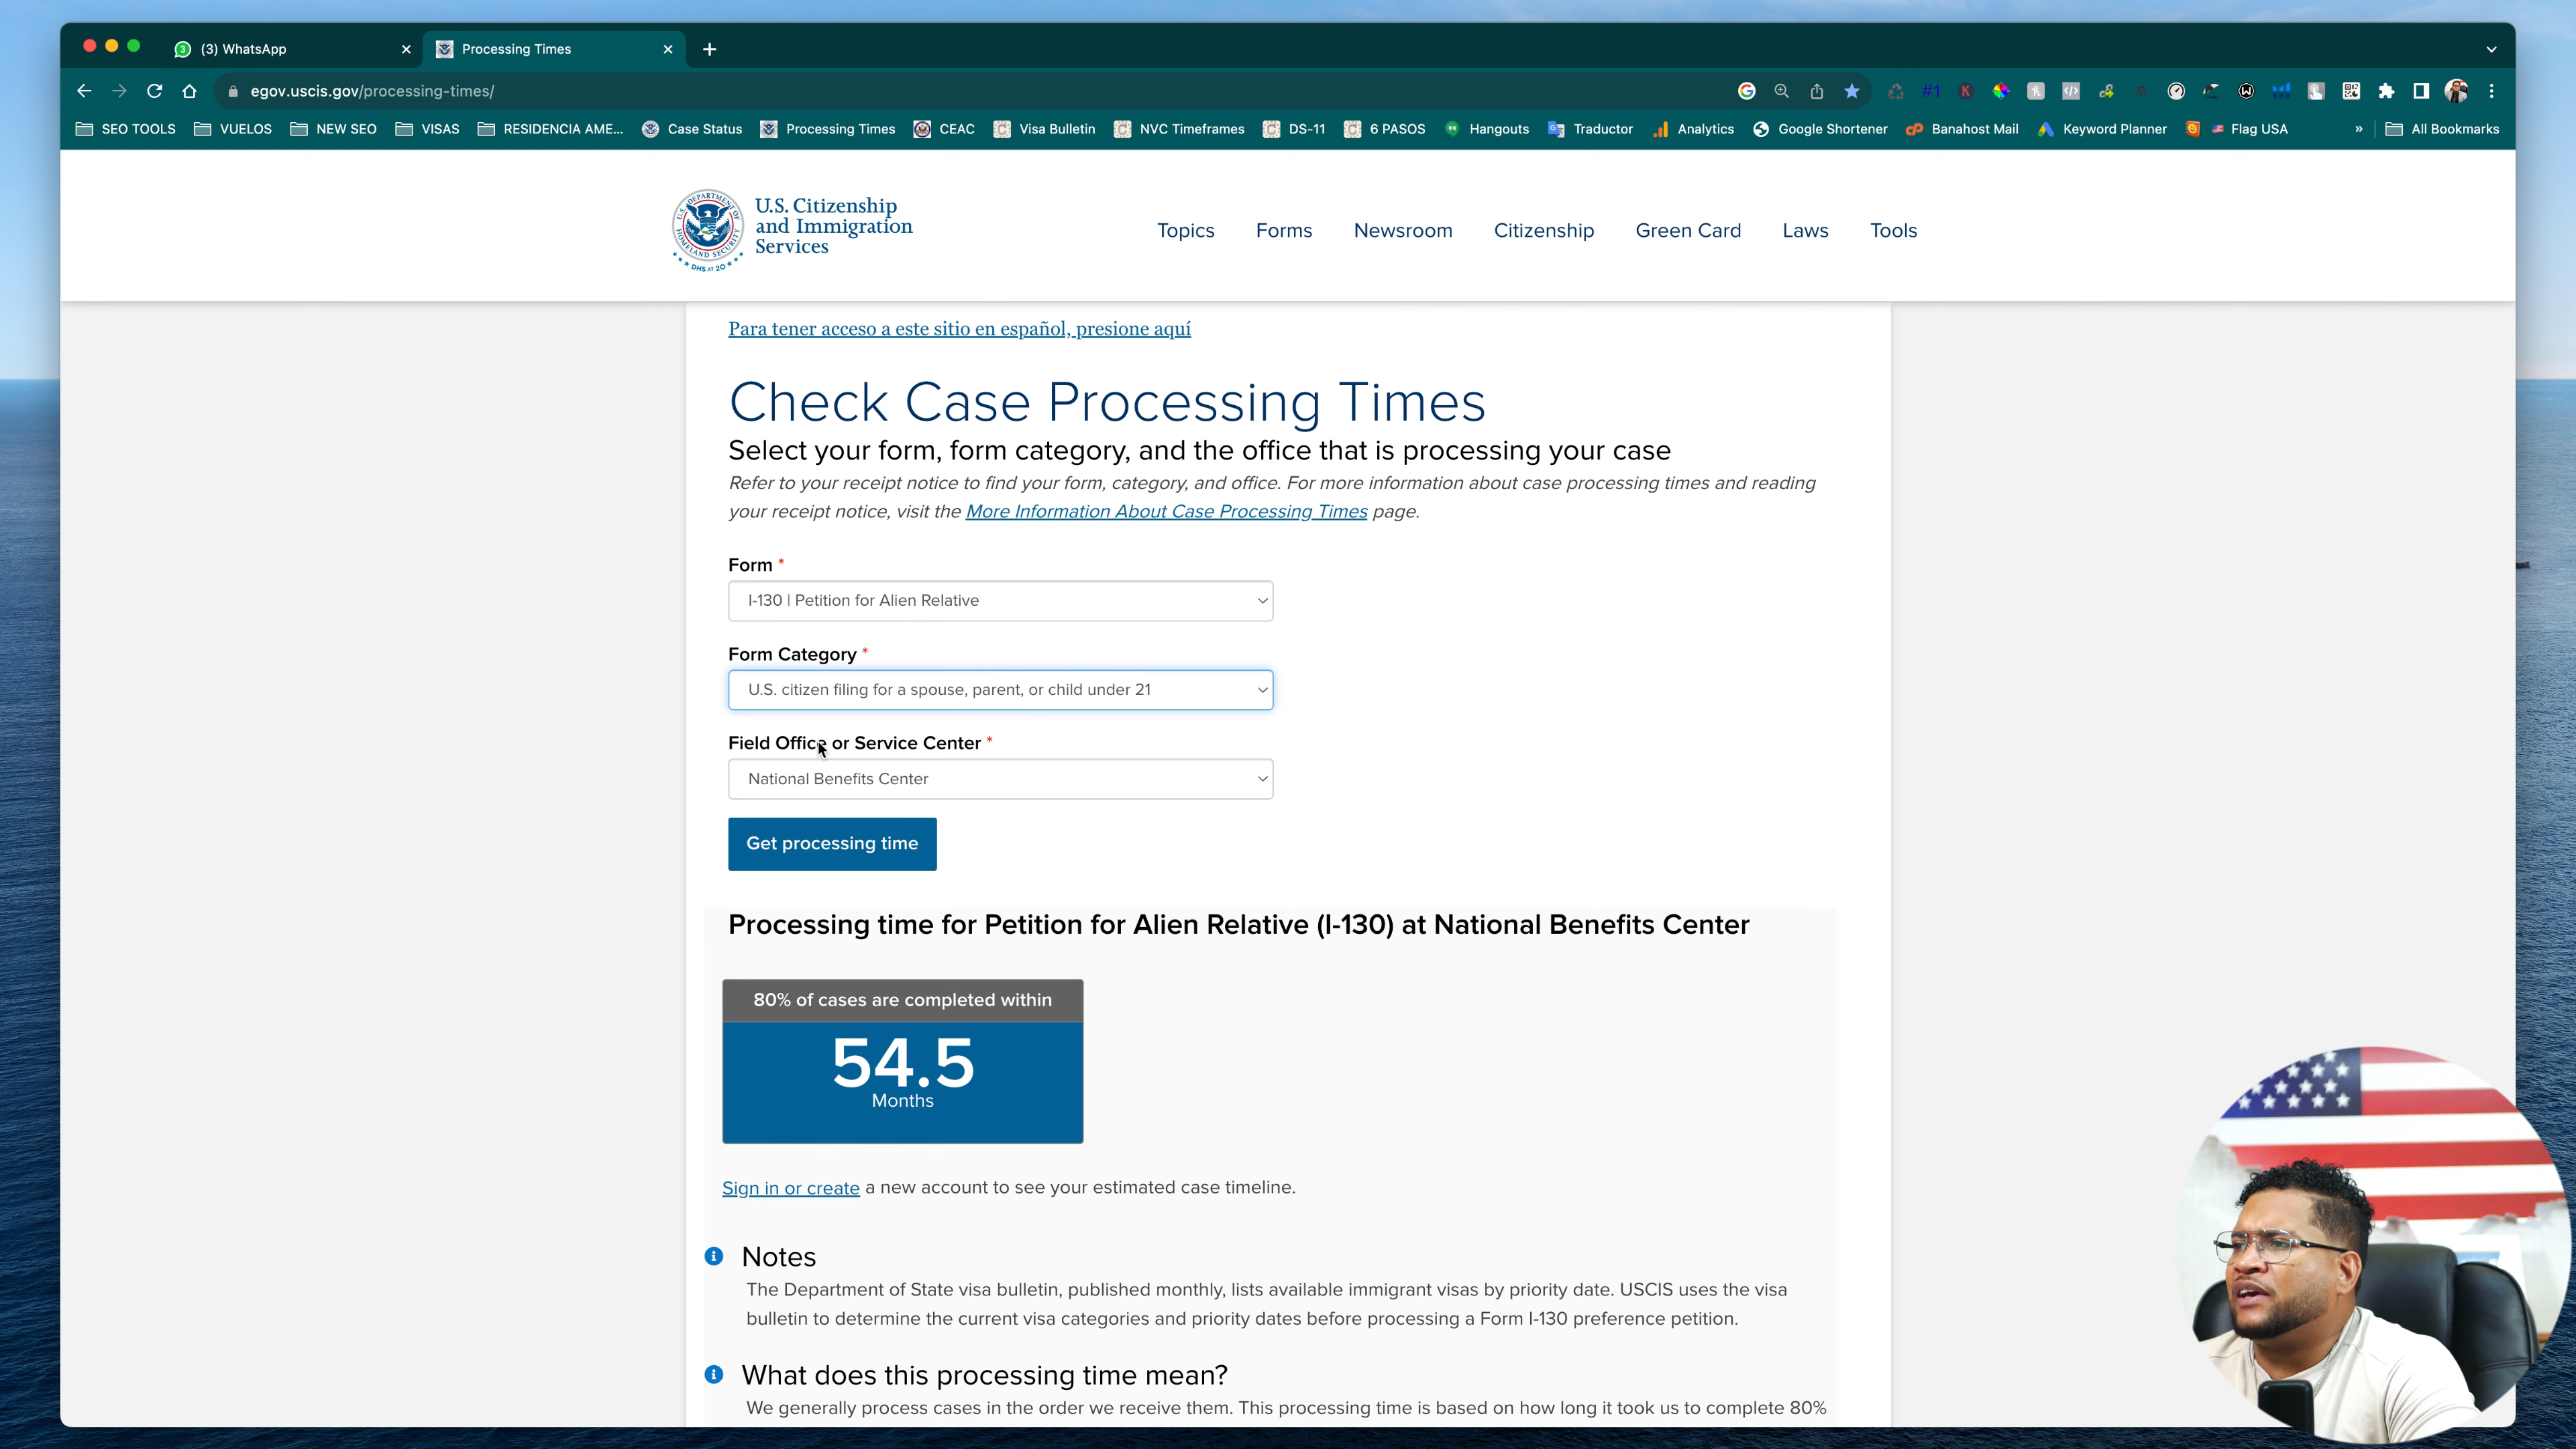 (3) WhatsApp
Processing Times
egov.uscis.gov/processing-times/
#1
SEO TOOLS
VUELOS
NEW SEO
VISAS
RESIDENCIA AME...
Case Status
Processing Times
CEAC
Visa Bulletin
NVC Timeframes
DS-11
6 PASOS
Hangouts
Traductor
Analytics
Google Shortener
Banahost Mail
Keyword Planner
Flag USA
»
All Bookmarks
U.S. DEPARTMENT OF
HOMELAND SECURITY
DHS AT 20
U.S. Citizenship
and Immigration
Services
Topics
Forms
Newsroom
Citizenship
Green Card
Laws
Tools
Para tener acceso a este sitio en español, presione aquí
Check Case Processing Times
Select your form, form category, and the office that is processing your case
Refer to your receipt notice to find your form, category, and office. For more information about case processing times and reading
your receipt notice, visit the More Information About Case Processing Times page.
Form *
I-130 | Petition for Alien Relative
Form Category *
U.S. citizen filing for a spouse, parent, or child under 21
Field Office or Service Center *
National Benefits Center
Get processing time
Processing time for Petition for Alien Relative (I-130) at National Benefits Center
80% of cases are completed within
54.5
Months
Sign in or create a new account to see your estimated case timeline.
Notes
The Department of State visa bulletin, published monthly, lists available immigrant visas by priority date. USCIS uses the visa
bulletin to determine the current visa categories and priority dates before processing a Form I-130 preference petition.
What does this processing time mean?
We generally process cases in the order we receive them. This processing time is based on how long it took us to complete 80%